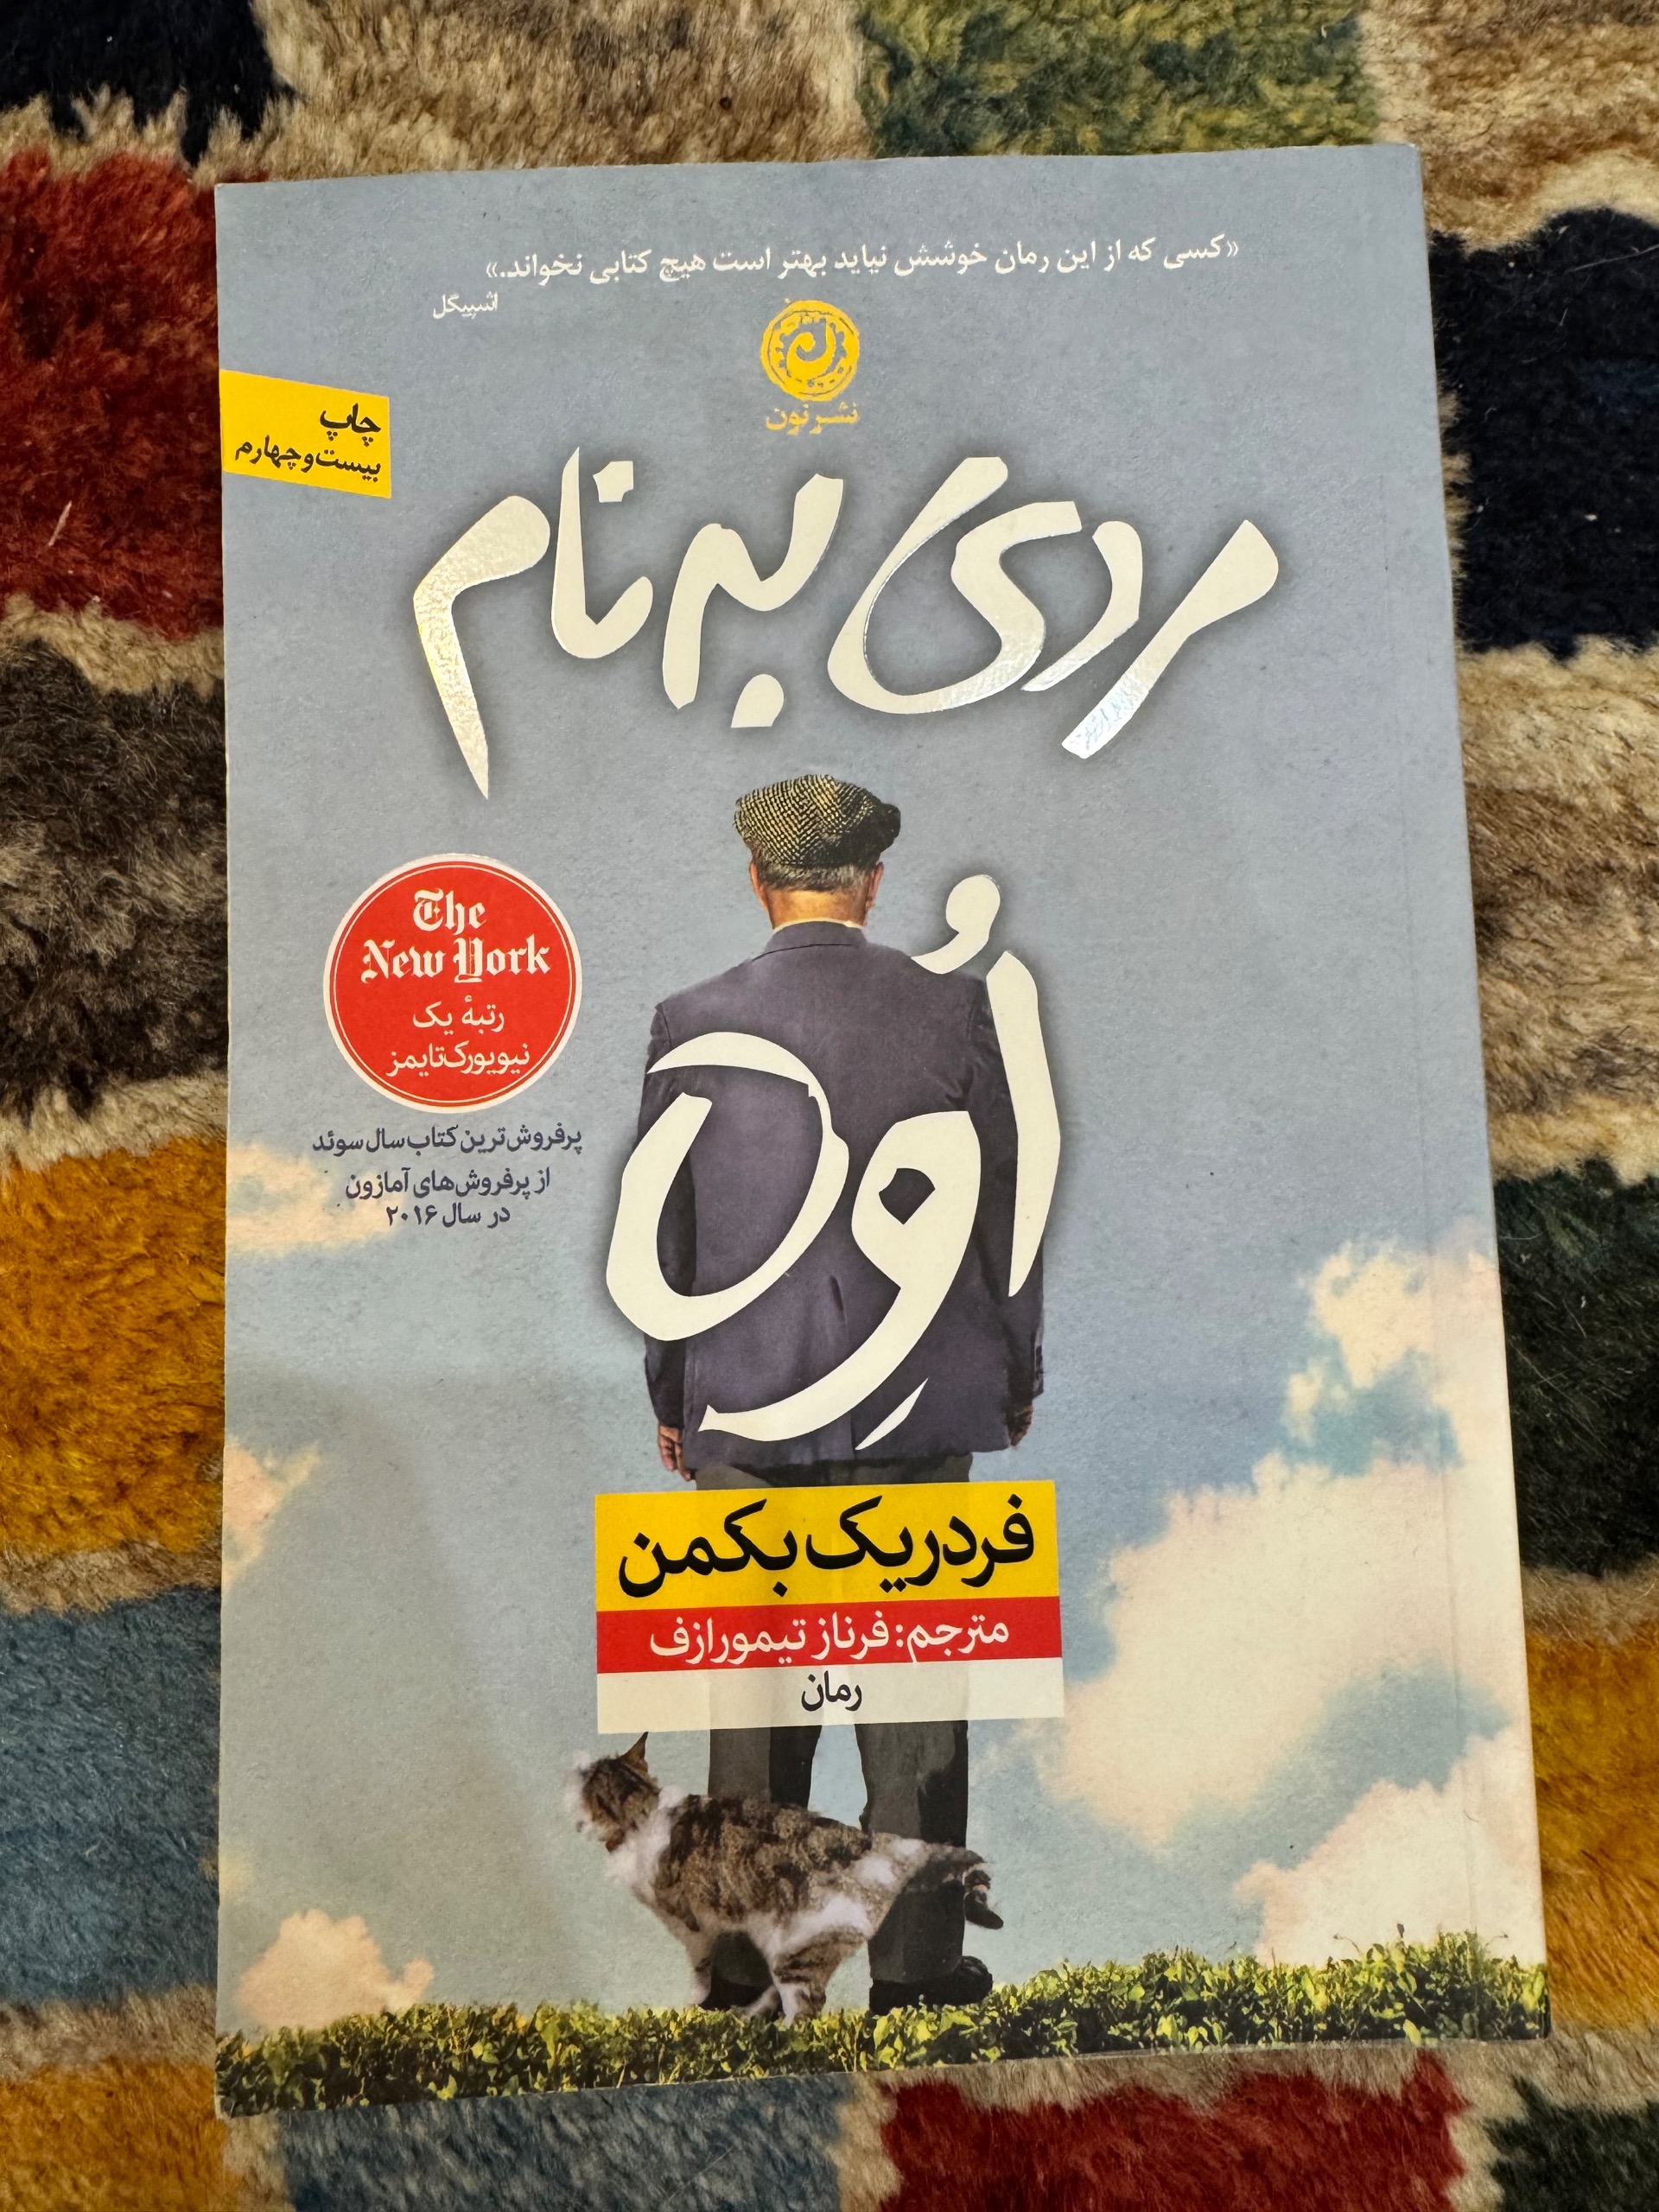 «کسی که از این رمان خوشش نیاید بهتر است هیچ کتابی نخواند.»
اشپیگل
نشر نون
چاپ
بیست‌و‌چهارم
مردی به نام
اُوِه
The
New York
رتبهٔ یک
نیویورک‌تایمز
پرفروش‌ترین کتاب سال سوئد
از پرفروش‌های آمازون
در سال ۲۰۱۶
فردریک بکمن
مترجم: فرناز تیمورازف
رمان